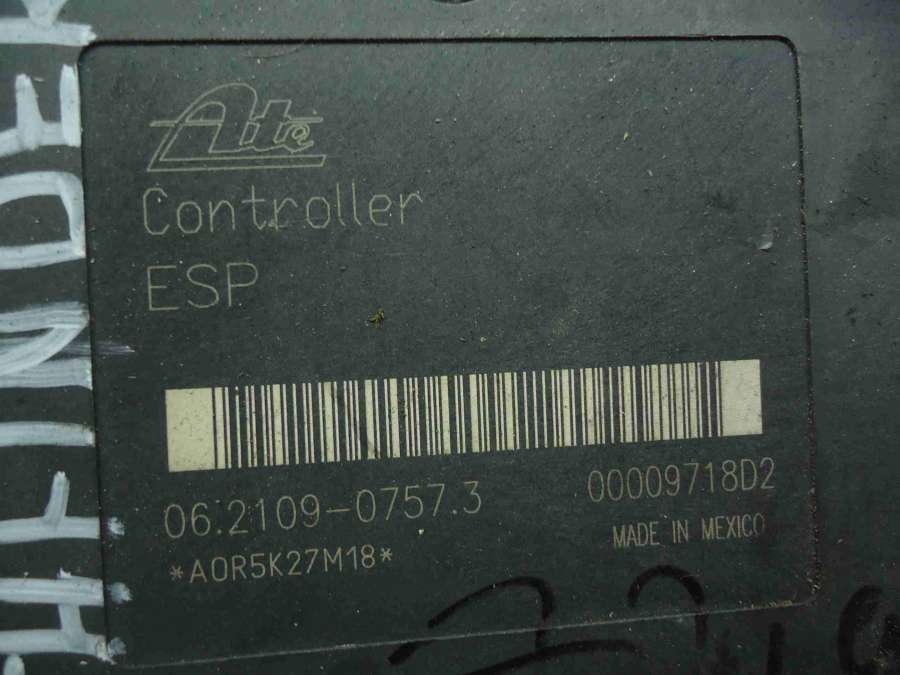 Ate
Controller
ESP
06.2109-0757.3
00009718D2
*A0R5K27M18*
MADE IN MEXICO